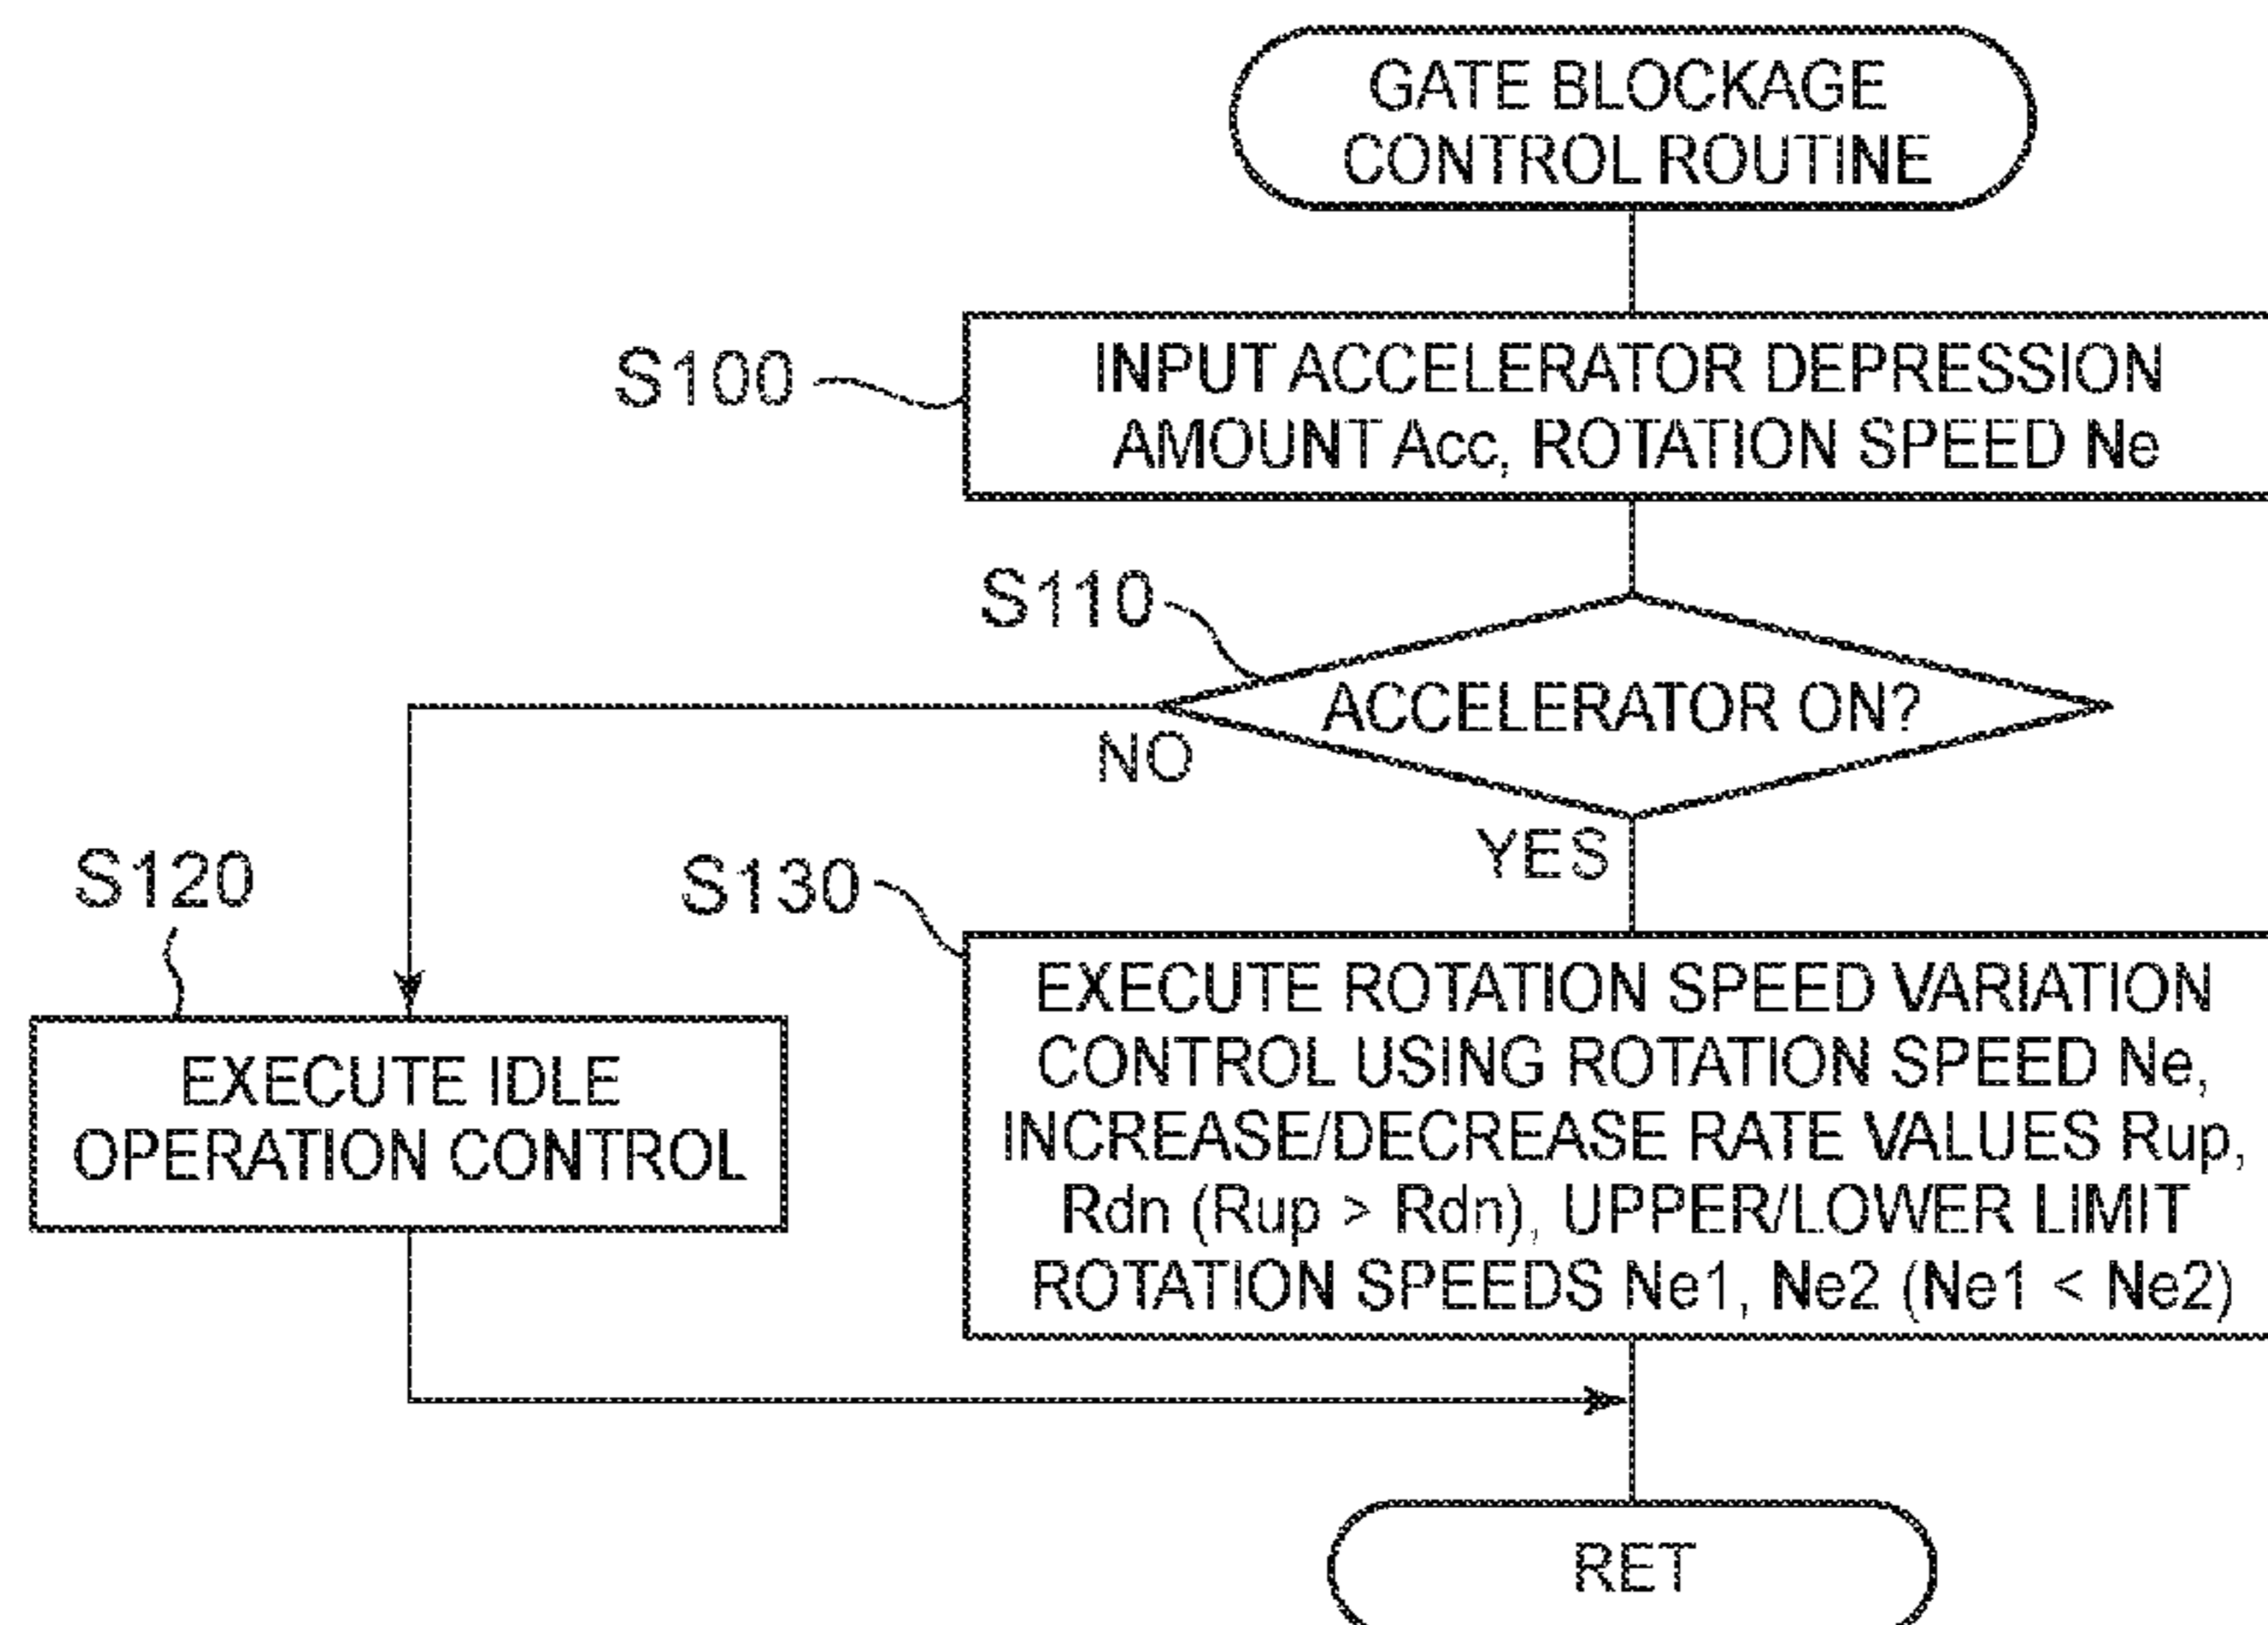 GATE BLOCKAGE
CONTROL ROUTINE
S100
INPUT ACCELERATOR DEPRESSION
AMOUNT Acc, ROTATION SPEED Ne
S110
ACCELERATOR ON?
NO
YES
S120
EXECUTE IDLE
OPERATION CONTROL
S130
EXECUTE ROTATION SPEED VARIATION
CONTROL USING ROTATION SPEED Ne,
INCREASE/DECREASE RATE VALUES Rup,
Rdn (Rup > Rdn), UPPER/LOWER LIMIT
ROTATION SPEEDS Ne1, Ne2 (Ne1 < Ne2)
RET